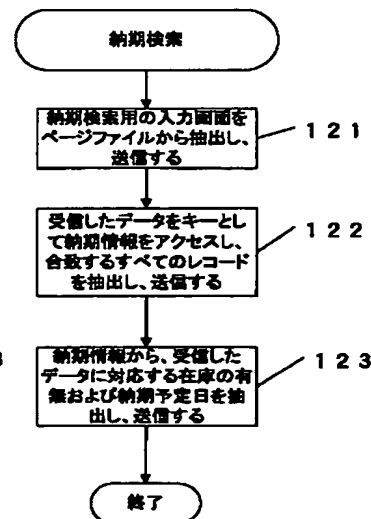 納期検索
納期検索用の入力画面を
ページファイルから抽出し、
送信する
121
受信したデータをキーとし
て納期情報をアクセスし、
合致するすべてのレコード
を抽出し、送信する
122
納期情報から、受信した
データに対応する在庫の有
無および納期予定日を抽
出し、送信する
123
終了